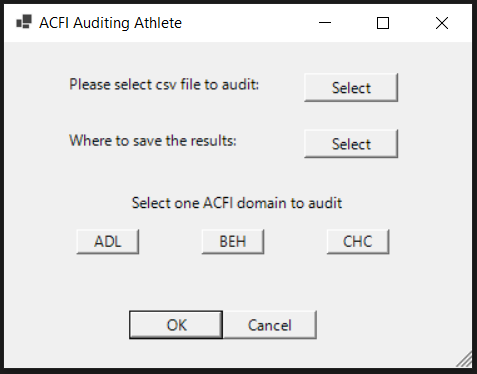 ACFI Auditing Athlete
Please select csv file to audit: Select
Where to save the results: Select
Select one ACFI domain to audit
ADL BEH CHC
OK Cancel